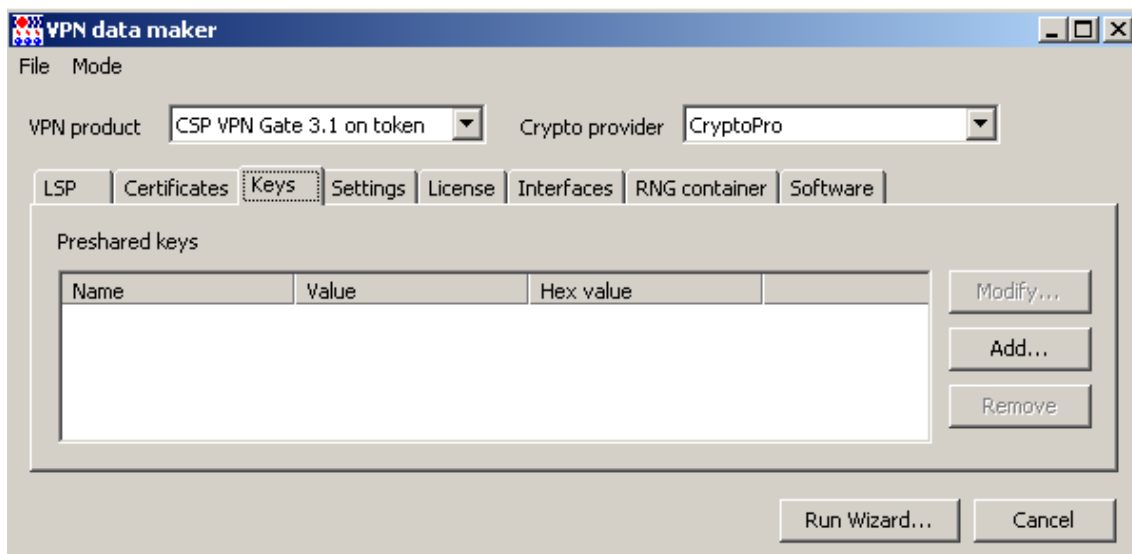 VPN data maker
File Mode
VPN product CSP VPN Gate 3.1 on token Crypto provider CryptoPro
LSP Certificates Keys Settings License Interfaces RNG container Software
Preshared keys
Name Value Hex value
Modify...
Add...
Remove
Run Wizard... Cancel